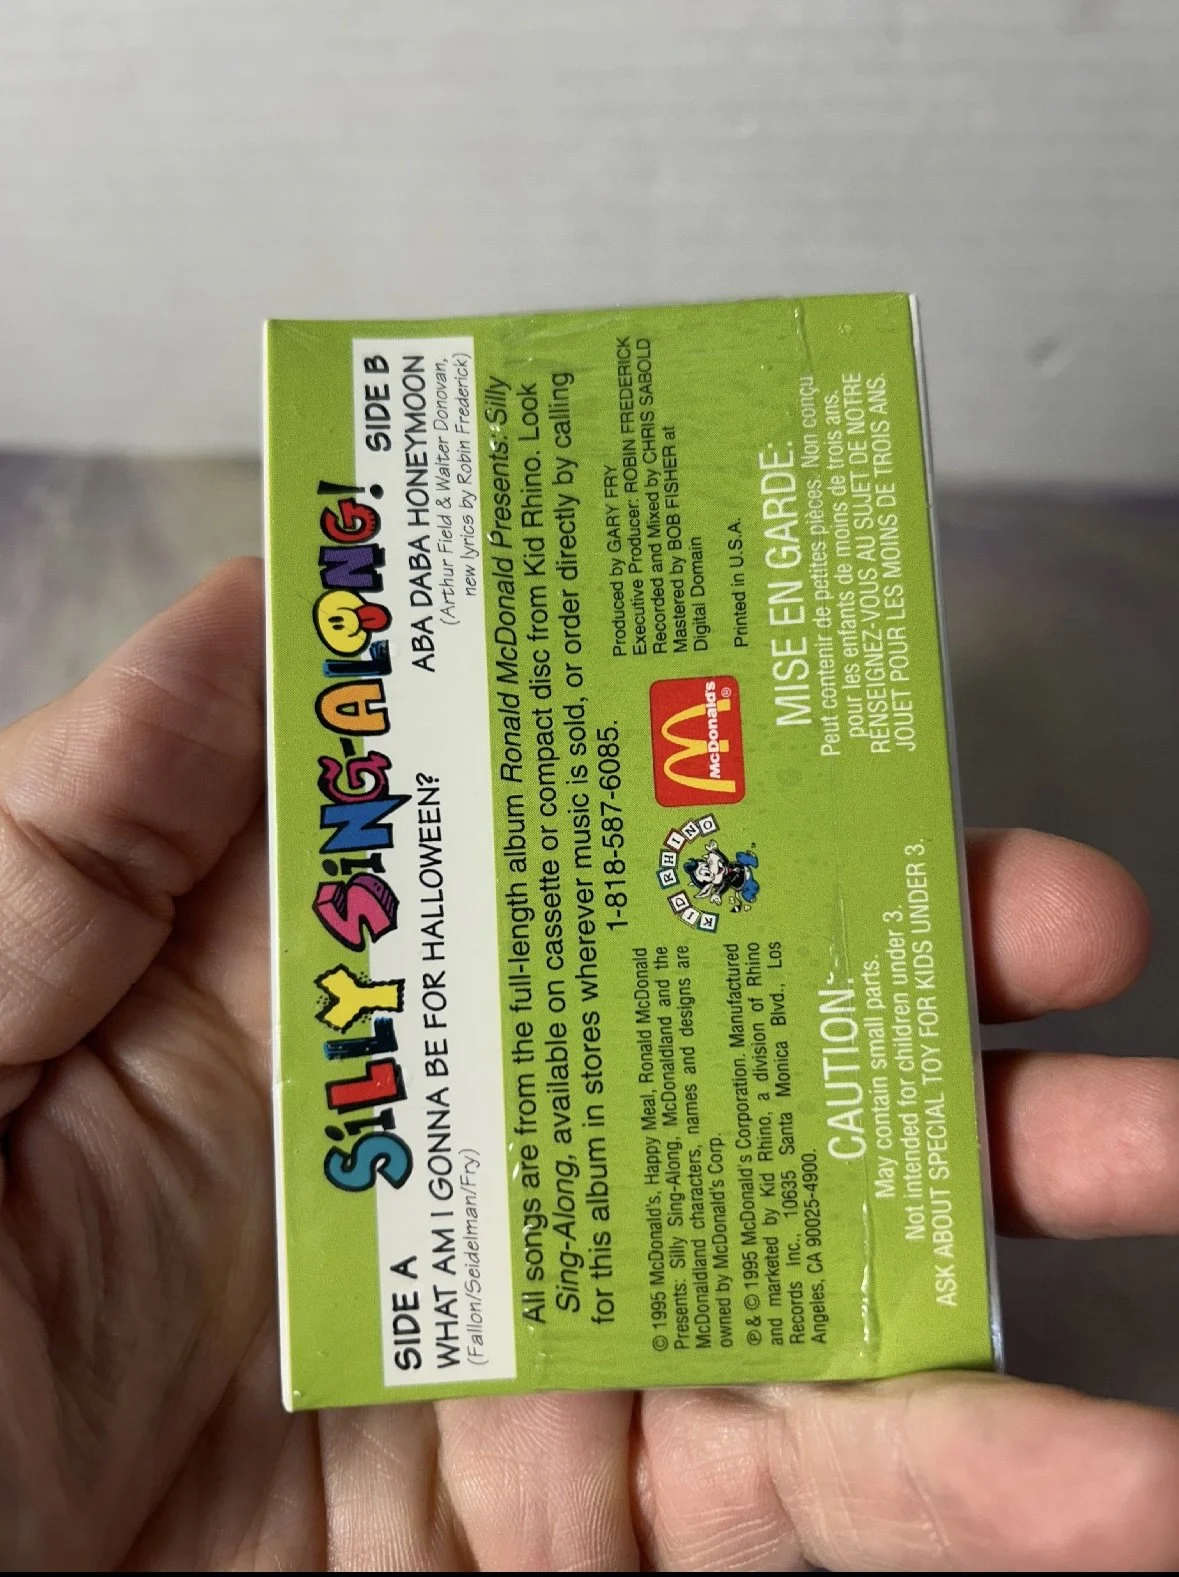 SiLLY SiNG-ALONG!
SIDE A
WHAT AM I GONNA BE FOR HALLOWEEN?
(Fallon/Seidelman/Fry)
SIDE B
ABA DABA HONEYMOON
(Arthur Field & Walter Donovan,
new lyrics by Robin Frederick)
All songs are from the full-length album Ronald McDonald Presents: Silly
Sing-Along, available on cassette or compact disc from Kid Rhino. Look
for this album in stores wherever music is sold, or order directly by calling
1-818-587-6085.
© 1995 McDonald's, Happy Meal, Ronald McDonald
Presents: Silly Sing-Along, McDonaldland and the
McDonaldland characters, names and designs are
owned by McDonald's Corp.
℗ & © 1995 McDonald's Corporation. Manufactured
and marketed by Kid Rhino, a division of Rhino
Records Inc., 10635 Santa Monica Blvd., Los
Angeles, CA 90025-4900.
KID RHINO
McDonald's®
Produced by GARY FRY
Executive Producer: ROBIN FREDERICK
Recorded and Mixed by CHRIS SABOLD
Mastered by BOB FISHER at
Digital Domain
Printed in U.S.A.
CAUTION:
May contain small parts.
Not intended for children under 3.
ASK ABOUT SPECIAL TOY FOR KIDS UNDER 3.
MISE EN GARDE:
Peut contenir de petites pièces. Non conçu
pour les enfants de moins de trois ans.
RENSEIGNEZ-VOUS AU SUJET DE NOTRE
JOUET POUR LES MOINS DE TROIS ANS.